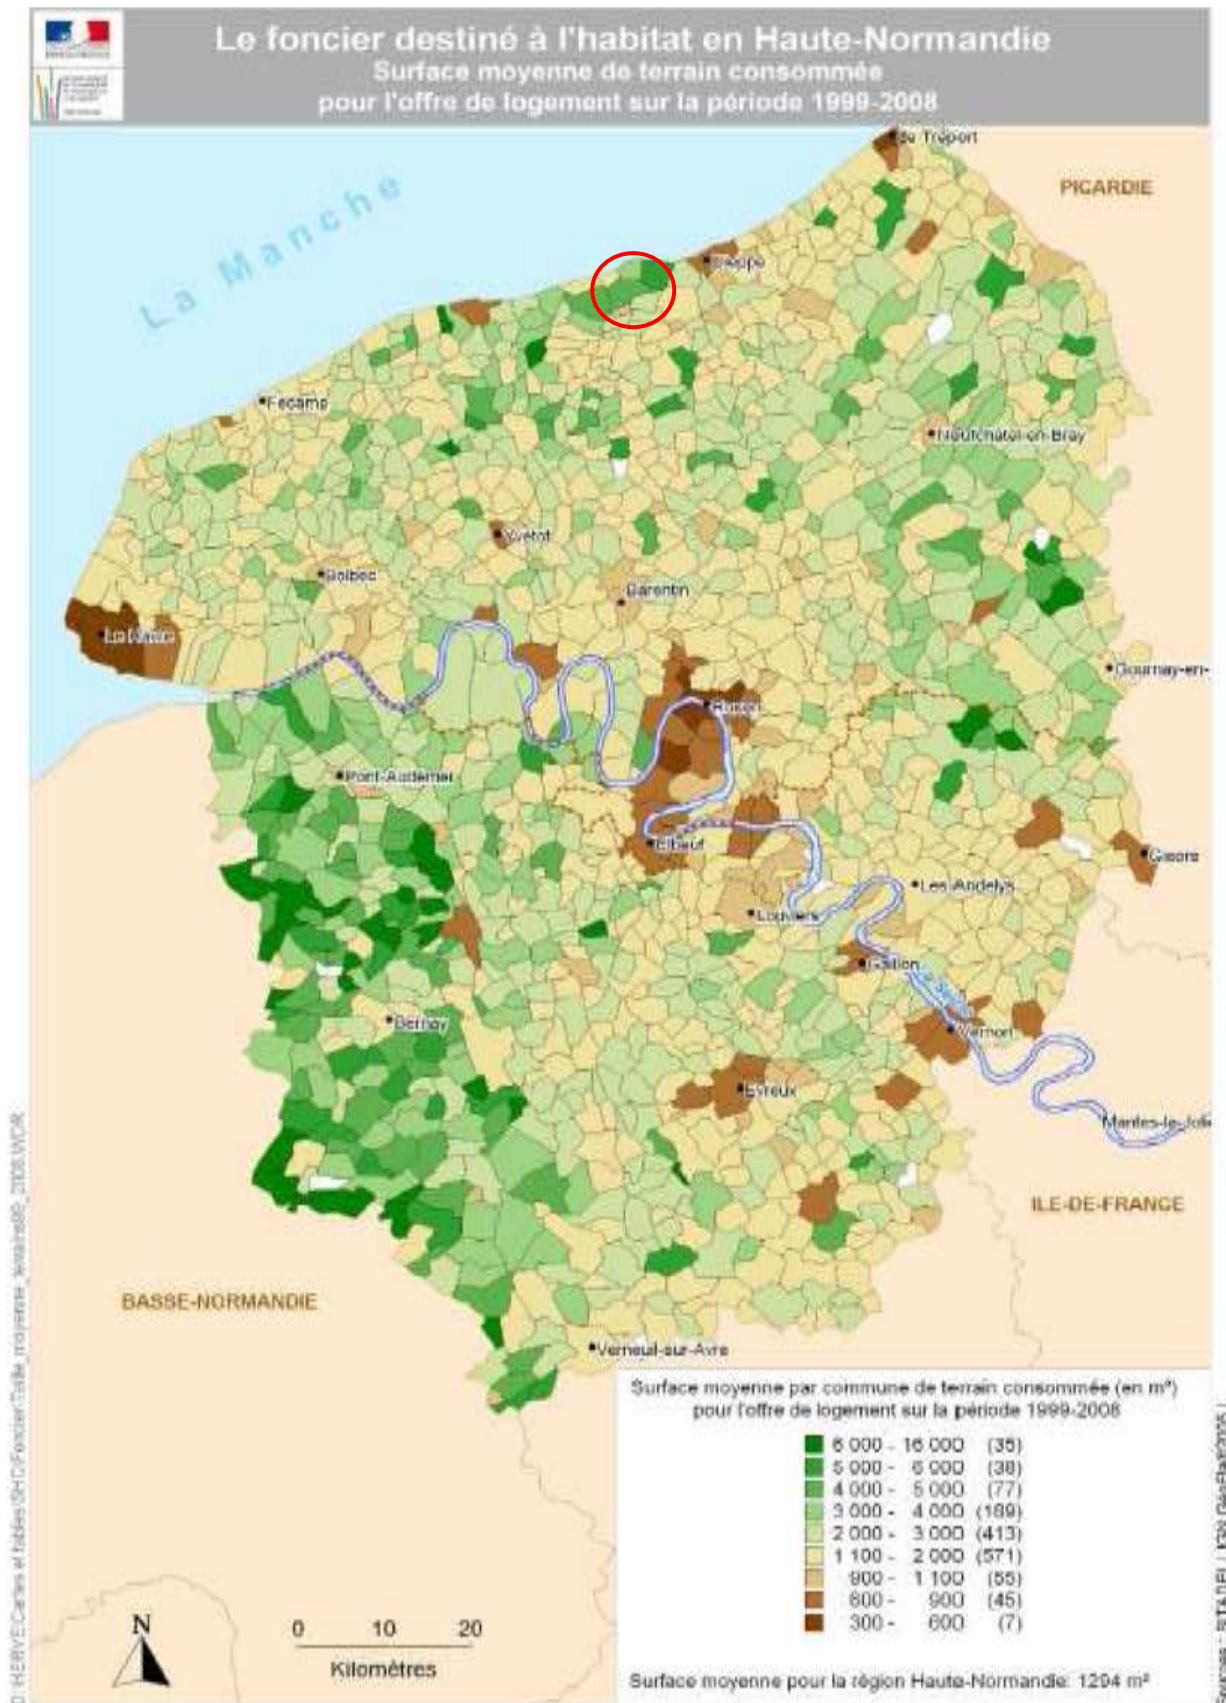 Le foncier destiné à l'habitat en Haute-Normandie
Surface moyenne de terrain consommée
pour l'offre de logement sur la période 1999-2008
Le Tréport
PICARDIE
La Manche
Dieppe
Fécamp
Neufchatel-en-Bray
Yvetot
Bolbec
Barentin
Le Havre
Gournay-en-
Rouen
Pont-Audemer
Elbeuf
Gisors
Les Andelys
Louviers
Gaillon
La Seine
Bernay
Vernon
Evreux
Mantes-la-Jolie
ILE-DE-FRANCE
BASSE-NORMANDIE
Verneuil-sur-Avre
Surface moyenne par commune de terrain consommée (en m²)
pour l'offre de logement sur la période 1999-2008
6 000 - 16 000 (35)
5 000 - 6 000 (38)
4 000 - 5 000 (77)
3 000 - 4 000 (189)
2 000 - 3 000 (413)
1 100 - 2 000 (571)
900 - 1 100 (55)
600 - 900 (45)
300 - 600 (7)
N
0 10 20
Kilomètres
Surface moyenne pour la région Haute-Normandie: 1294 m²